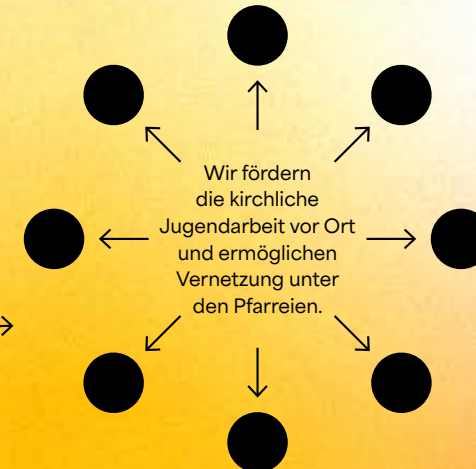 Wir fördern
die kirchliche
Jugendarbeit vor Ort
und ermöglichen
Vernetzung unter
den Pfarreien.